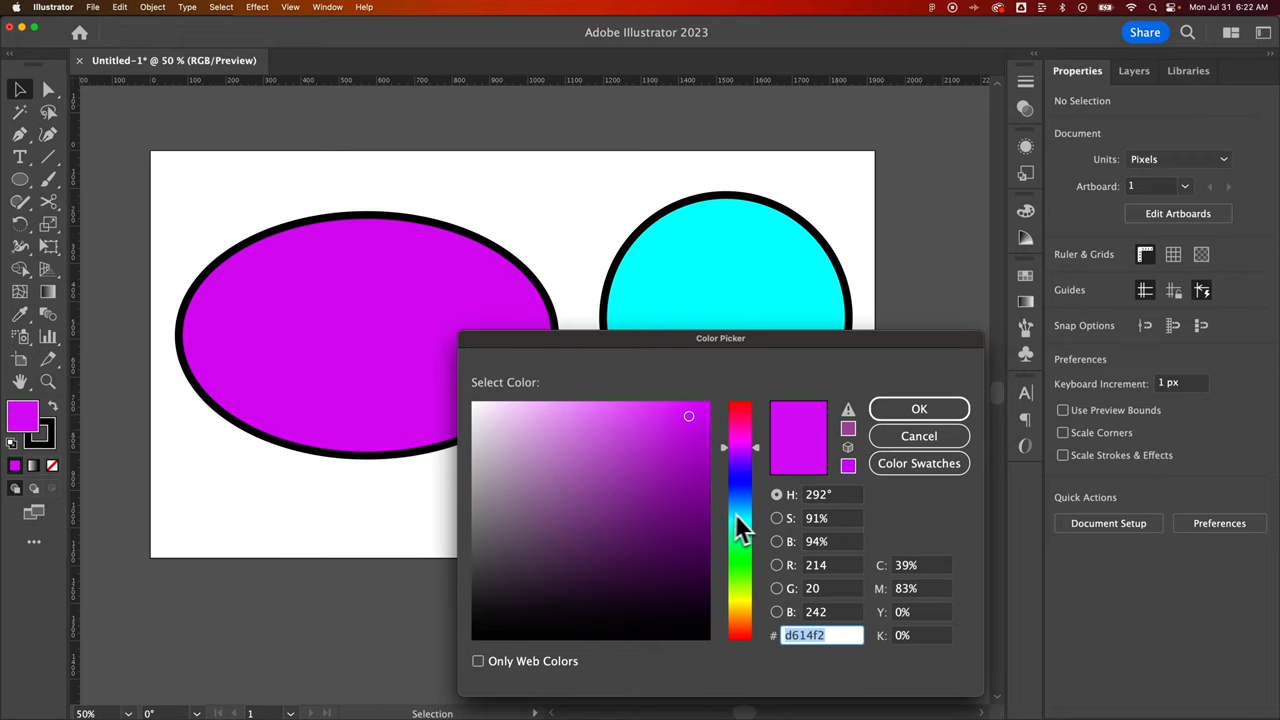 Illustrator File Edit Object Type Select Effect View Window Help Mon Jul 31 6:22 AM
Adobe Illustrator 2023 Share
Untitled-1* @ 50 % (RGB/Preview)
Properties Layers Libraries
No Selection
Document
Units: Pixels
Artboard: 1
Edit Artboards
Ruler & Grids
Guides
Snap Options
Preferences
Keyboard Increment: 1 px
Use Preview Bounds
Scale Corners
Scale Strokes & Effects
Quick Actions
Document Setup Preferences
Color Picker
Select Color:
OK
Cancel
Color Swatches
H: 292°
S: 91%
B: 94%
R: 214 C: 39%
G: 20 M: 83%
B: 242 Y: 0%
# d614f2 K: 0%
Only Web Colors
50% 0° 1 Selection